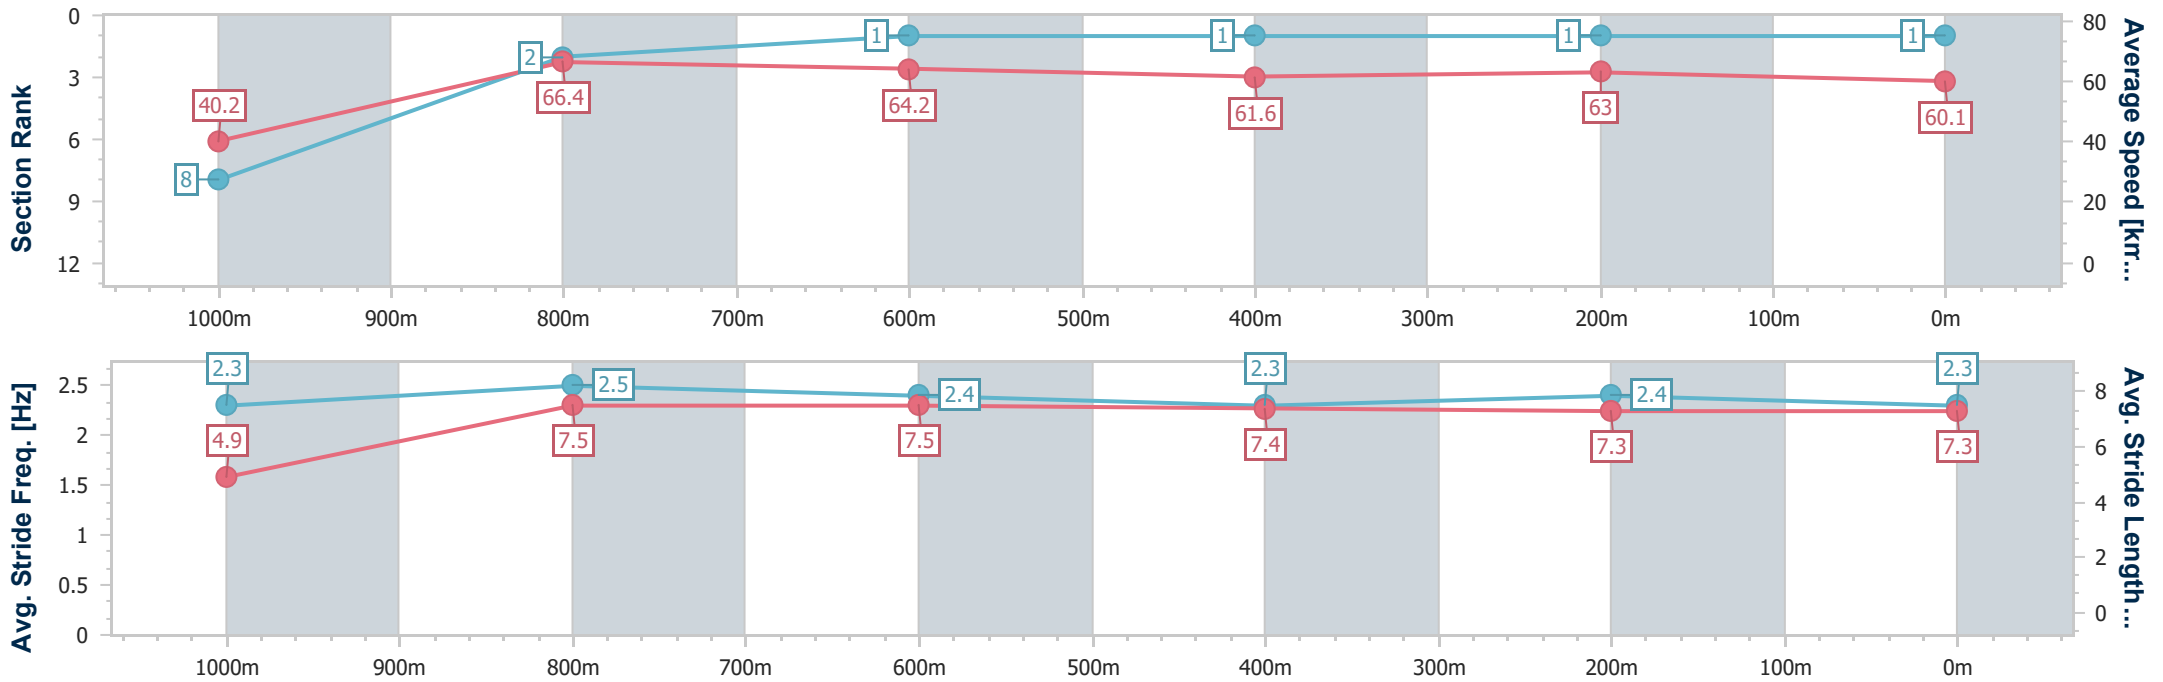 Section Rank
0
3
6
9
12
8
2
1
1
1
1
40.2
66.4
64.2
61.6
63
60.1
80
60
40
20
0
Average Speed [km...
1000m
900m
800m
700m
600m
500m
400m
300m
200m
100m
0m
Avg. Stride Freq. [Hz]
2.5
2
1.5
1
0.5
0
2.3
2.5
2.4
2.3
2.4
2.3
4.9
7.5
7.5
7.4
7.3
7.3
8
6
4
2
0
Avg. Stride Length...
1000m
900m
800m
700m
600m
500m
400m
300m
200m
100m
0m